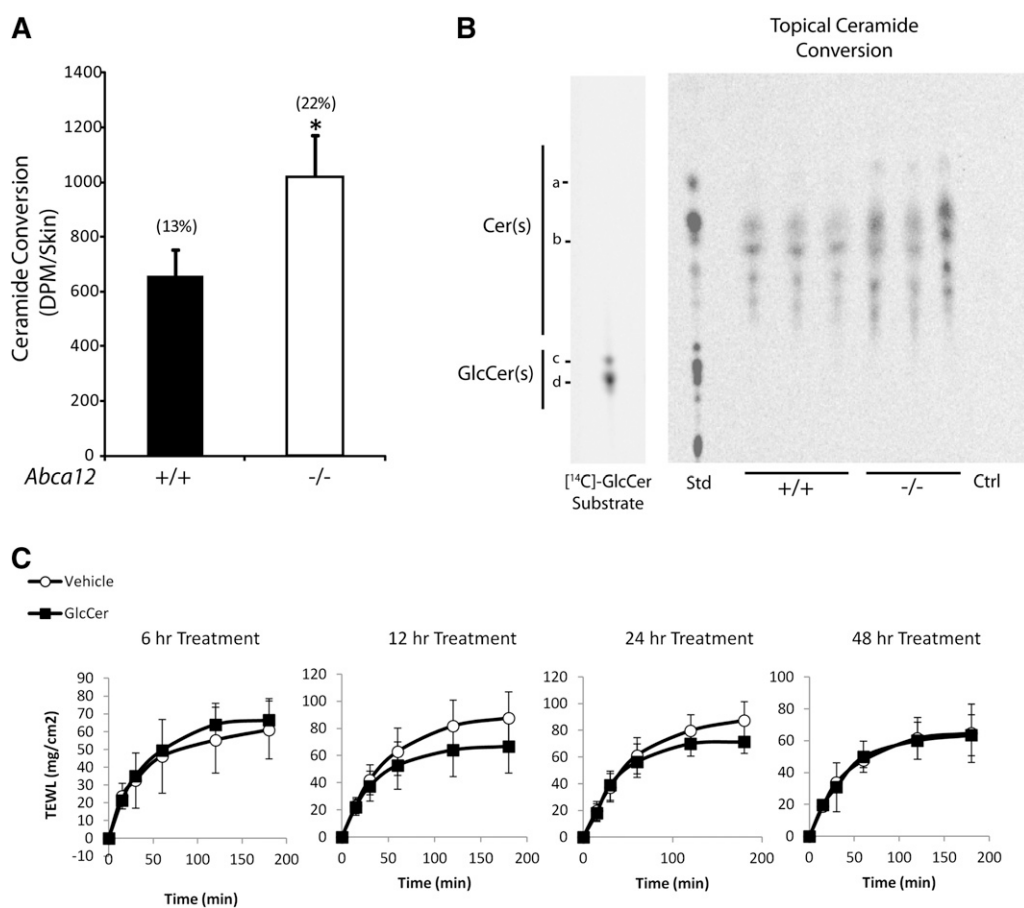 A
1400
1200
1000
800
600
400
200
0
Ceramide Conversion
(DPM/Skin)
(13%)
(22%)
*
Abca12
+/+
-/-
B
Topical Ceramide
Conversion
Cer(s)
a
b
GlcCer(s)
c
d
[¹⁴C]-GlcCer
Substrate
Std
+/+
-/-
Ctrl
C
Vehicle
GlcCer
6 hr Treatment
TEWL (mg/cm2)
90
80
70
60
50
40
30
20
10
0
-10
0 50 100 150 200
Time (min)
12 hr Treatment
120
100
80
60
40
20
0
0 50 100 150 200
Time (min)
24 hr Treatment
120
100
80
60
40
20
0
0 100 200
Time (min)
48 hr Treatment
100
80
60
40
20
0
0 50 100 150 200
Time (min)